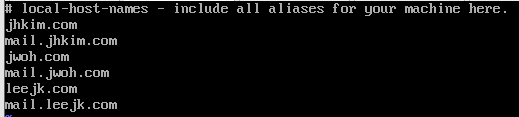 # local-host-names - include all aliases for your machine here.
jhkim.com
mail.jhkim.com
jwoh.com
mail.jwoh.com
leejk.com
mail.leejk.com
~